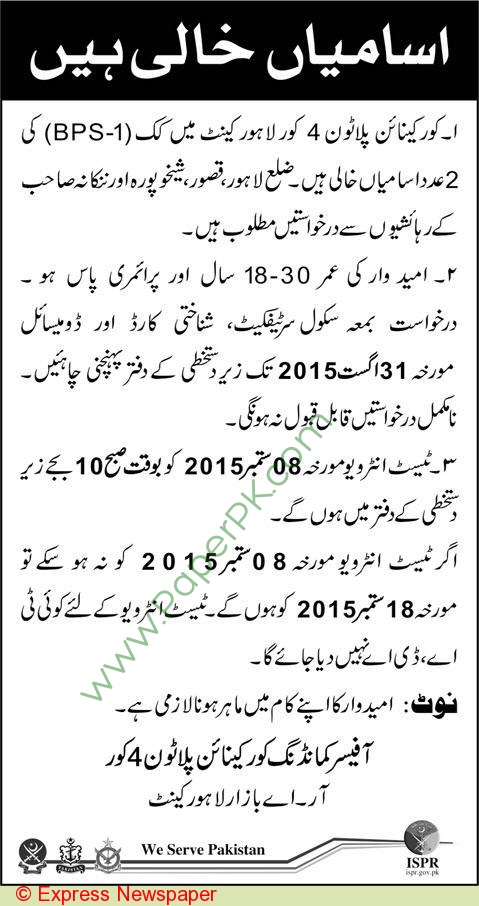 اسامیاں خالی ہیں
۱۔ کور کینائن پلاٹون 4 کور لاہور کینٹ میں کک (BPS-1) کی
2 عدد اسامیاں خالی ہیں۔ ضلع لاہور، قصور، شیخوپورہ اور ننکانہ صاحب
کے رہائشیوں سے درخواستیں مطلوب ہیں۔
۲۔ امید وار کی عمر 18-30 سال اور پرائمری پاس ہو۔
درخواست بمعہ سکول سرٹیفکیٹ، شناختی کارڈ اور ڈومیسائل
مورخہ 31 اگست 2015 تک زیر دستخطی کے دفتر پہنچنی چاہئیں۔
نامکمل درخواستیں قابل قبول نہ ہونگی۔
۳۔ ٹیسٹ انٹرویو مورخہ 08 ستمبر 2015 کو بوقت صبح 10 بجے زیر
دستخطی کے دفتر میں ہوں گے۔
اگر ٹیسٹ انٹرویو مورخہ 08 ستمبر 2015 کو نہ ہو سکے تو
مورخہ 18 ستمبر 2015 کو ہوں گے۔ ٹیسٹ انٹرویو کے لئے کوئی ٹی
اے، ڈی اے نہیں دیا جائے گا۔
نوٹ: امیدوار کا اپنے کام میں ماہر ہونا لازمی ہے۔
آفیسر کمانڈنگ کور کینائن پلاٹون 4 کور
آر۔ اے بازار لاہور کینٹ
www.PaperPK.com
We Serve Pakistan
ISPR
ispr.gov.pk
© Express Newspaper